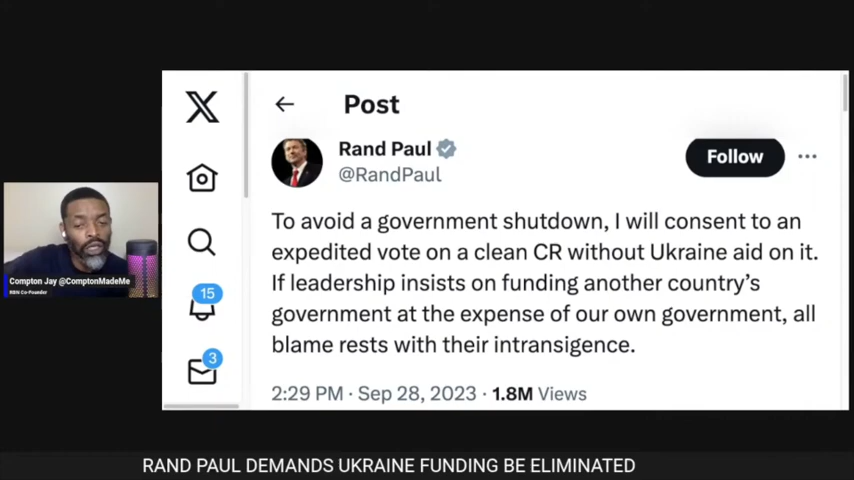 Post
Rand Paul
@RandPaul
Follow
To avoid a government shutdown, I will consent to an
expedited vote on a clean CR without Ukraine aid on it.
If leadership insists on funding another country's
government at the expense of our own government, all
blame rests with their intransigence.
2:29 PM · Sep 28, 2023 · 1.8M Views
15
3
Compton Jay @ComptonMadeMe
RBN Co-Founder
RAND PAUL DEMANDS UKRAINE FUNDING BE ELIMINATED